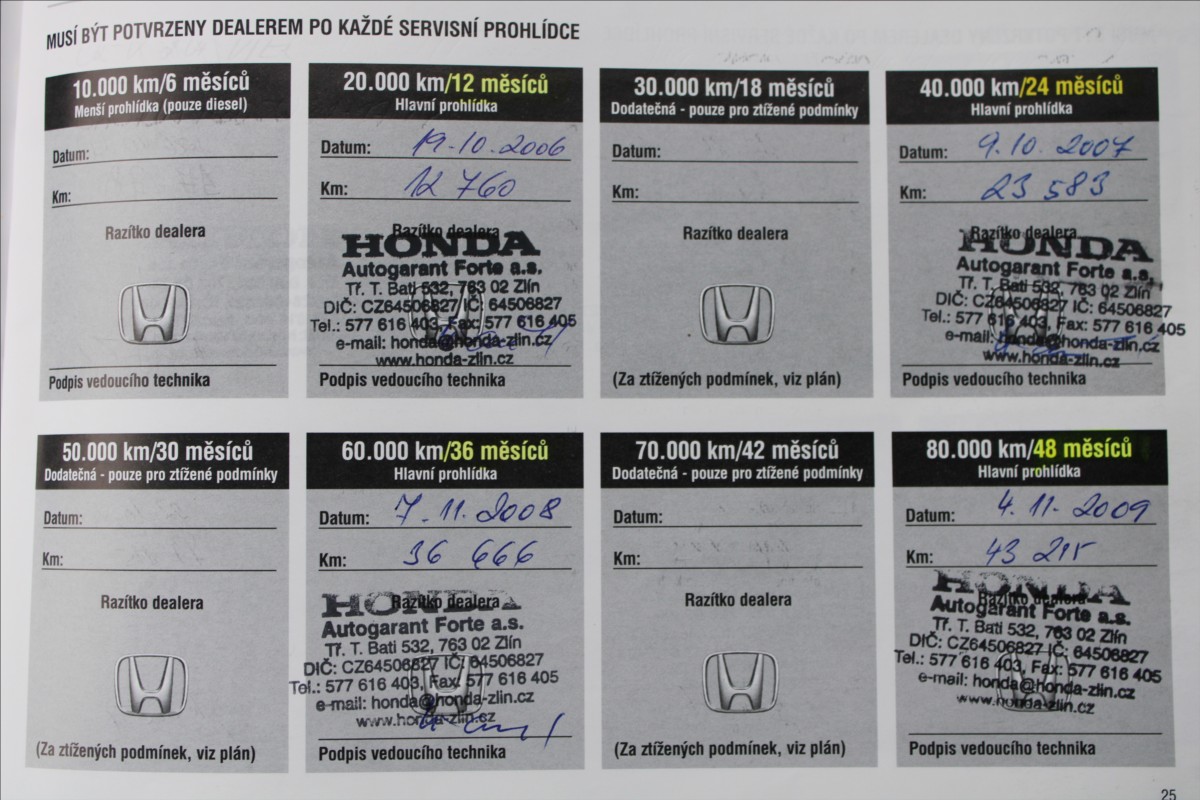 MUSÍ BÝT POTVRZENY DEALEREM PO KAŽDÉ SERVISNÍ PROHLÍDCE
10.000 km/6 měsíců
Menší prohlídka (pouze diesel)
Datum:
Km:
Razítko dealera
Podpis vedoucího technika
20.000 km/12 měsíců
Hlavní prohlídka
Datum: 19.10.2006
Km: 12 760
Razítko dealera
HONDA
Autogarant Forte a.s.
Tř. T. Bati 532, 763 02 Zlín
DIČ: CZ64506827 IČ: 64506827
Tel.: 577 616 403, Fax: 577 616 405
e-mail: honda@honda-zlin.cz
www.honda-zlin.cz
Podpis vedoucího technika
30.000 km/18 měsíců
Dodatečná - pouze pro ztížené podmínky
Datum:
Km:
Razítko dealera
(Za ztížených podmínek, viz plán)
40.000 km/24 měsíců
Hlavní prohlídka
Datum: 9.10.2007
Km: 23 583
Razítko dealera
HONDA
Autogarant Forte a.s.
Tř. T. Bati 532, 763 02 Zlín
DIČ: CZ64506827 IČ: 64506827
Tel.: 577 616 403, Fax: 577 616 405
e-mail: honda@honda-zlin.cz
www.honda-zlin.cz
Podpis vedoucího technika
50.000 km/30 měsíců
Dodatečná - pouze pro ztížené podmínky
Datum:
Km:
Razítko dealera
(Za ztížených podmínek, viz plán)
60.000 km/36 měsíců
Hlavní prohlídka
Datum: 7.11.2008
Km: 36 666
Razítko dealera
HONDA
Autogarant Forte a.s.
Tř. T. Bati 532, 763 02 Zlín
DIČ: CZ64506827 IČ: 64506827
Tel.: 577 616 403, Fax: 577 616 405
e-mail: honda@honda-zlin.cz
www.honda-zlin.cz
Podpis vedoucího technika
70.000 km/42 měsíců
Dodatečná - pouze pro ztížené podmínky
Datum:
Km:
Razítko dealera
(Za ztížených podmínek, viz plán)
80.000 km/48 měsíců
Hlavní prohlídka
Datum: 4.11.2009
Km: 43 215
Razítko dealera
HONDA
Autogarant Forte a.s.
Tř. T. Bati 532, 763 02 Zlín
DIČ: CZ64506827 IČ: 64506827
Tel.: 577 616 403, Fax: 577 616 405
e-mail: honda@honda-zlin.cz
www.honda-zlin.cz
Podpis vedoucího technika
25